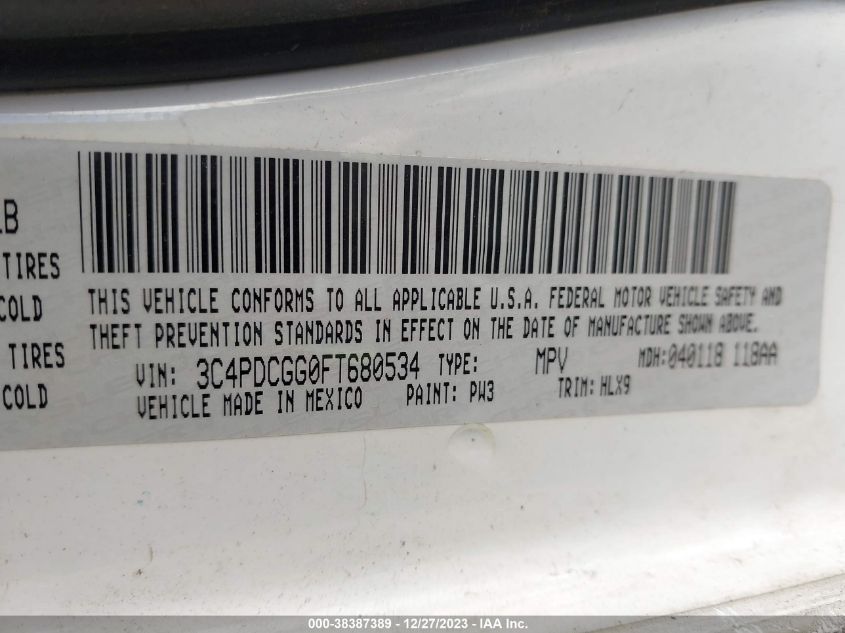 LB
TIRES
COLD
TIRES
COLD
THIS VEHICLE CONFORMS TO ALL APPLICABLE U.S.A. FEDERAL MOTOR VEHICLE SAFETY AND
THEFT PREVENTION STANDARDS IN EFFECT ON THE DATE OF MANUFACTURE SHOWN ABOVE.
VIN: 3C4PDCGG0FT680534 TYPE: MPV MDH:040118 118AA
VEHICLE MADE IN MEXICO PAINT: PW3 TRIM: HLX9
000-38387389 - 12/27/2023 - IAA Inc.